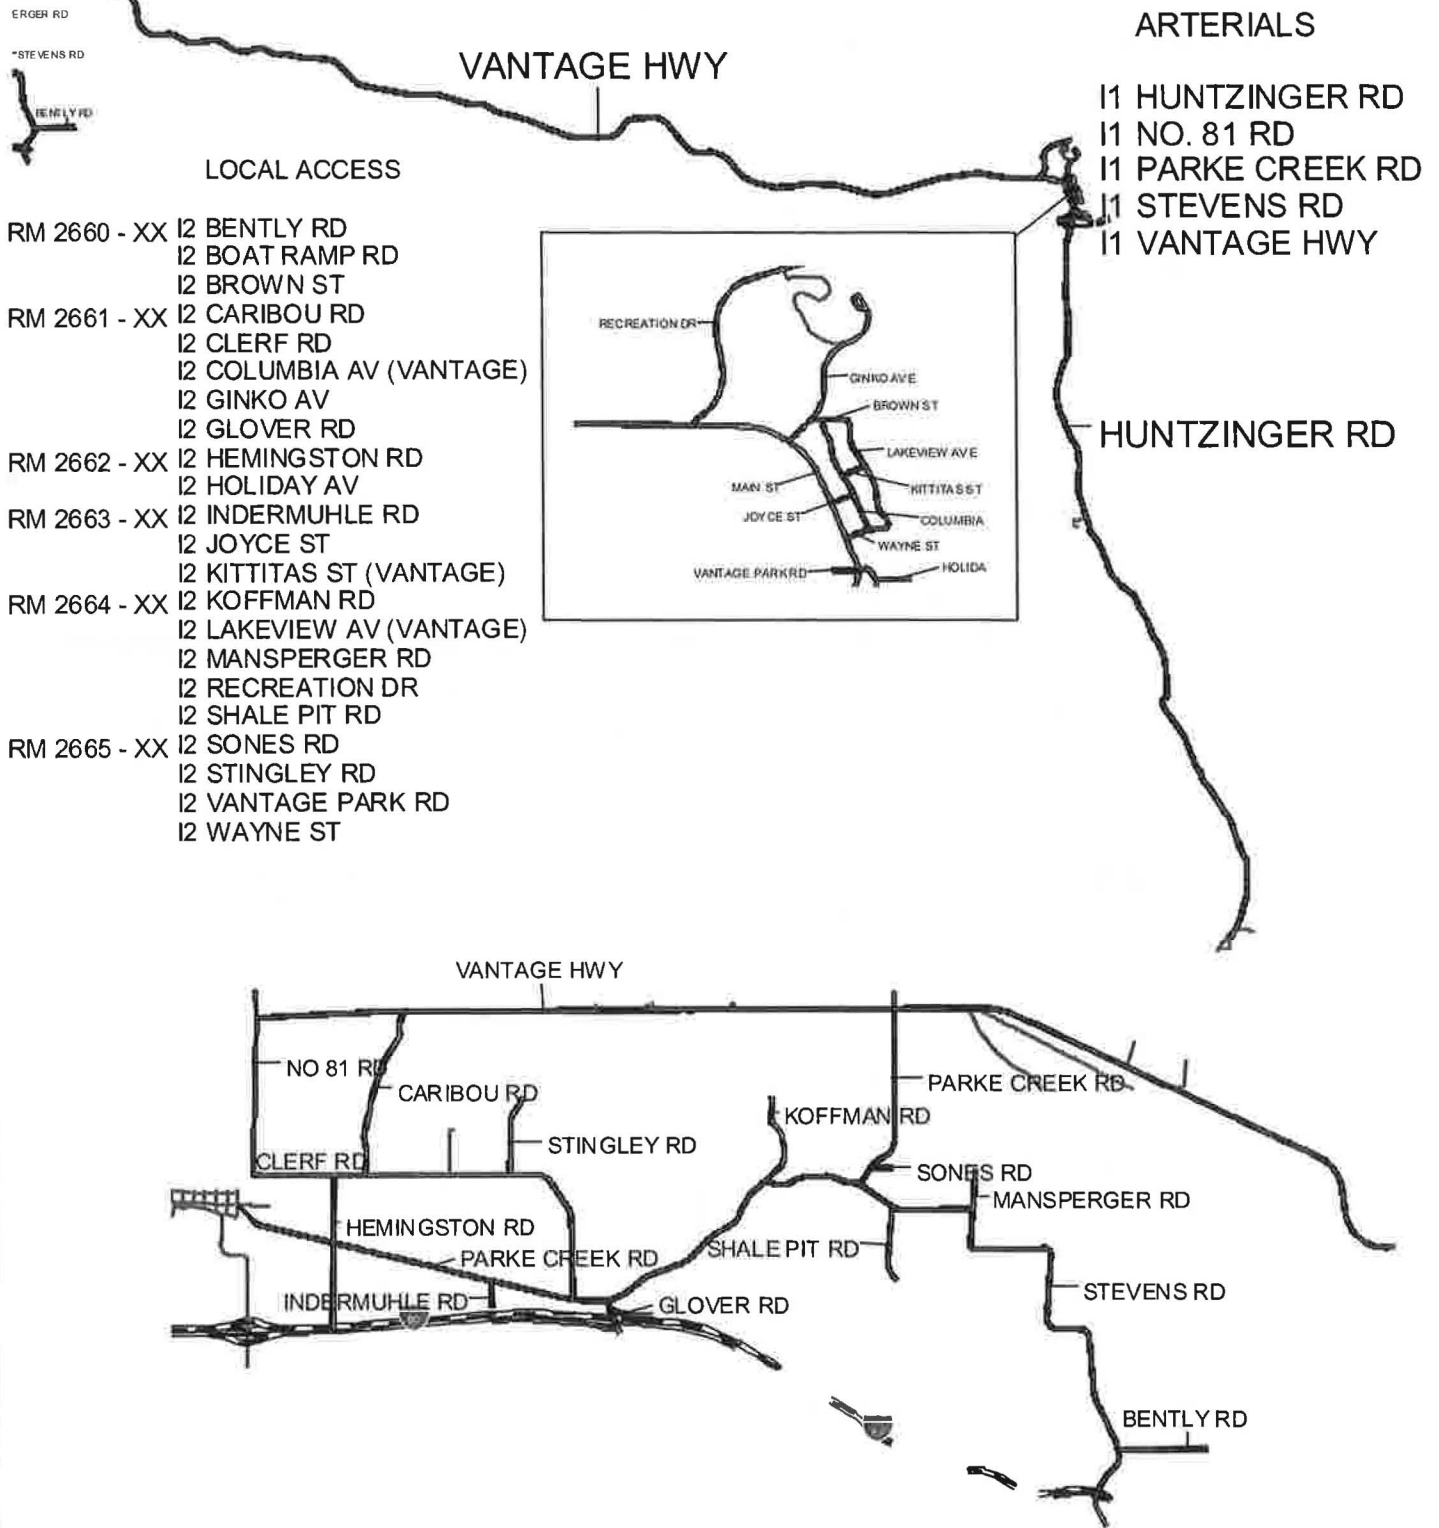 ERGER RD
STEVENS RD
BENTLY RD
VANTAGE HWY
ARTERIALS
I1 HUNTZINGER RD
I1 NO. 81 RD
I1 PARKE CREEK RD
I1 STEVENS RD
I1 VANTAGE HWY
LOCAL ACCESS
RM 2660 - XX I2 BENTLY RD
I2 BOAT RAMP RD
I2 BROWN ST
RM 2661 - XX I2 CARIBOU RD
I2 CLERF RD
I2 COLUMBIA AV (VANTAGE)
I2 GINKO AV
I2 GLOVER RD
RM 2662 - XX I2 HEMINGSTON RD
I2 HOLIDAY AV
RM 2663 - XX I2 INDERMUHLE RD
I2 JOYCE ST
I2 KITTITAS ST (VANTAGE)
RM 2664 - XX I2 KOFFMAN RD
I2 LAKEVIEW AV (VANTAGE)
I2 MANSPERGER RD
I2 RECREATION DR
I2 SHALE PIT RD
RM 2665 - XX I2 SONES RD
I2 STINGLEY RD
I2 VANTAGE PARK RD
I2 WAYNE ST
RECREATION DR
GINKO AVE
BROWN ST
LAKEVIEW AVE
MAIN ST
KITTITAS ST
JOYCE ST
COLUMBIA
WAYNE ST
VANTAGE PARK RD
HOLIDA
HUNTZINGER RD
VANTAGE HWY
NO 81 RD
CARIBOU RD
PARKE CREEK RD
KOFFMAN RD
STINGLEY RD
CLERF RD
SONES RD
MANSPERGER RD
HEMINGSTON RD
PARKE CREEK RD
SHALE PIT RD
INDERMUHLE RD
GLOVER RD
STEVENS RD
BENTLY RD